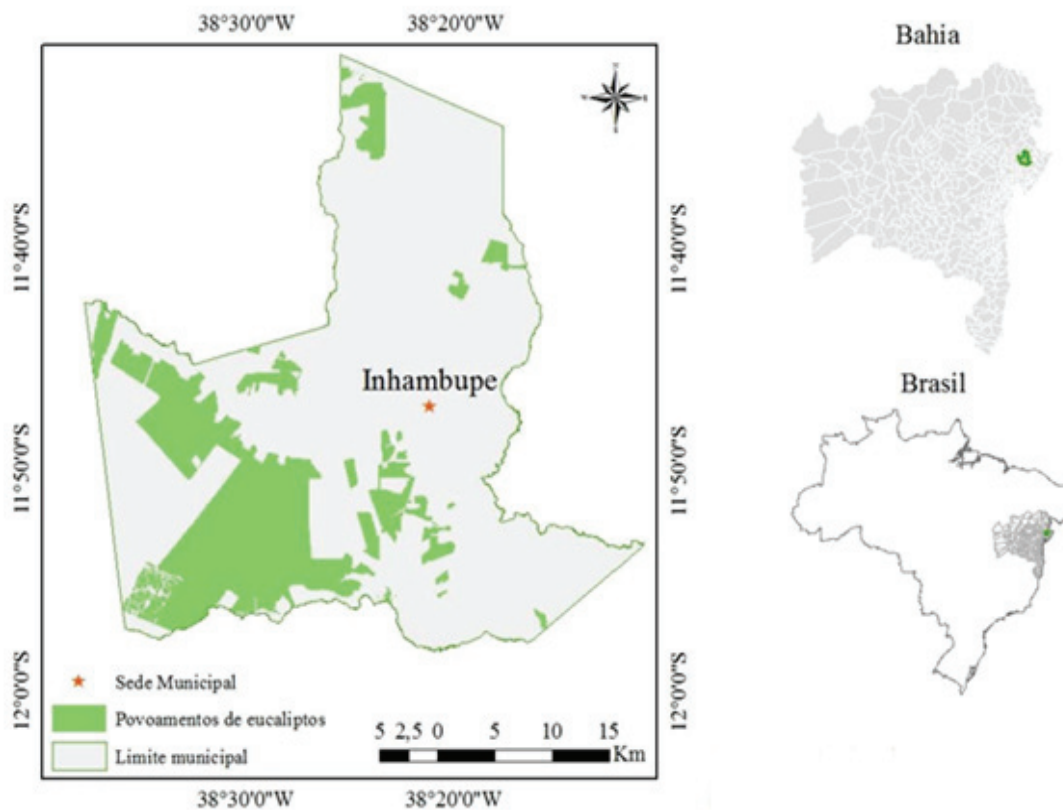 38°30'0"W
38°20'0"W
11°40'0"S
11°50'0"S
12°0'0"S
Inhambupe
Sede Municipal
Povoamentos de eucaliptos
Limite municipal
5 2,5 0 5 10 15
Km
38°30'0"W
38°20'0"W
11°40'0"S
11°50'0"S
12°0'0"S
Bahia
Brasil